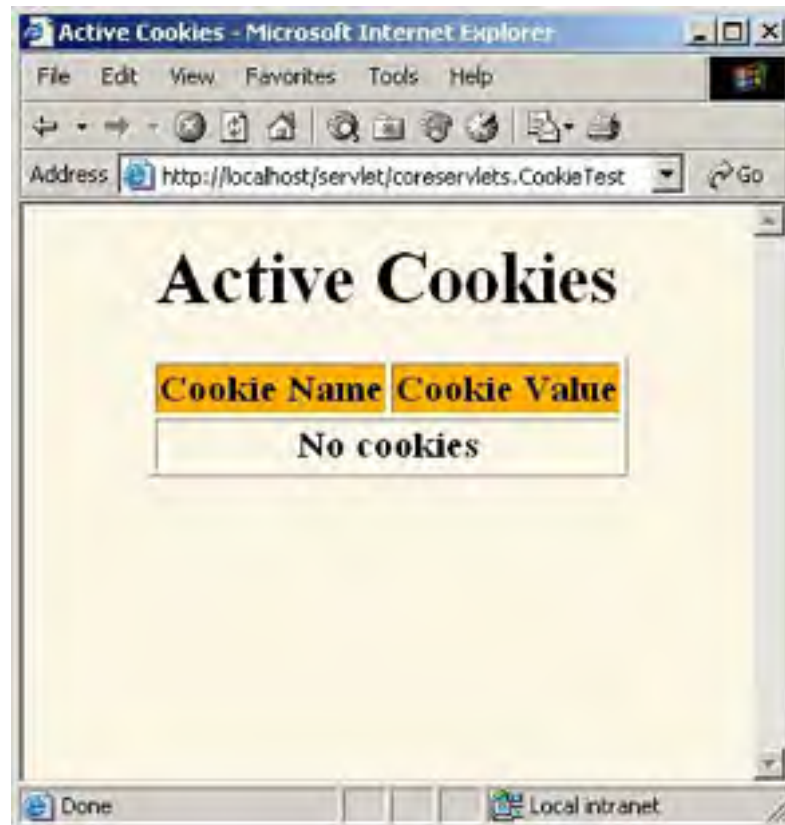 Active Cookies - Microsoft Internet Explorer
File Edit View Favorites Tools Help
Address http://localhost/servlet/coreservlets.CookieTest Go
Active Cookies
Cookie Name Cookie Value
No cookies
Done Local intranet